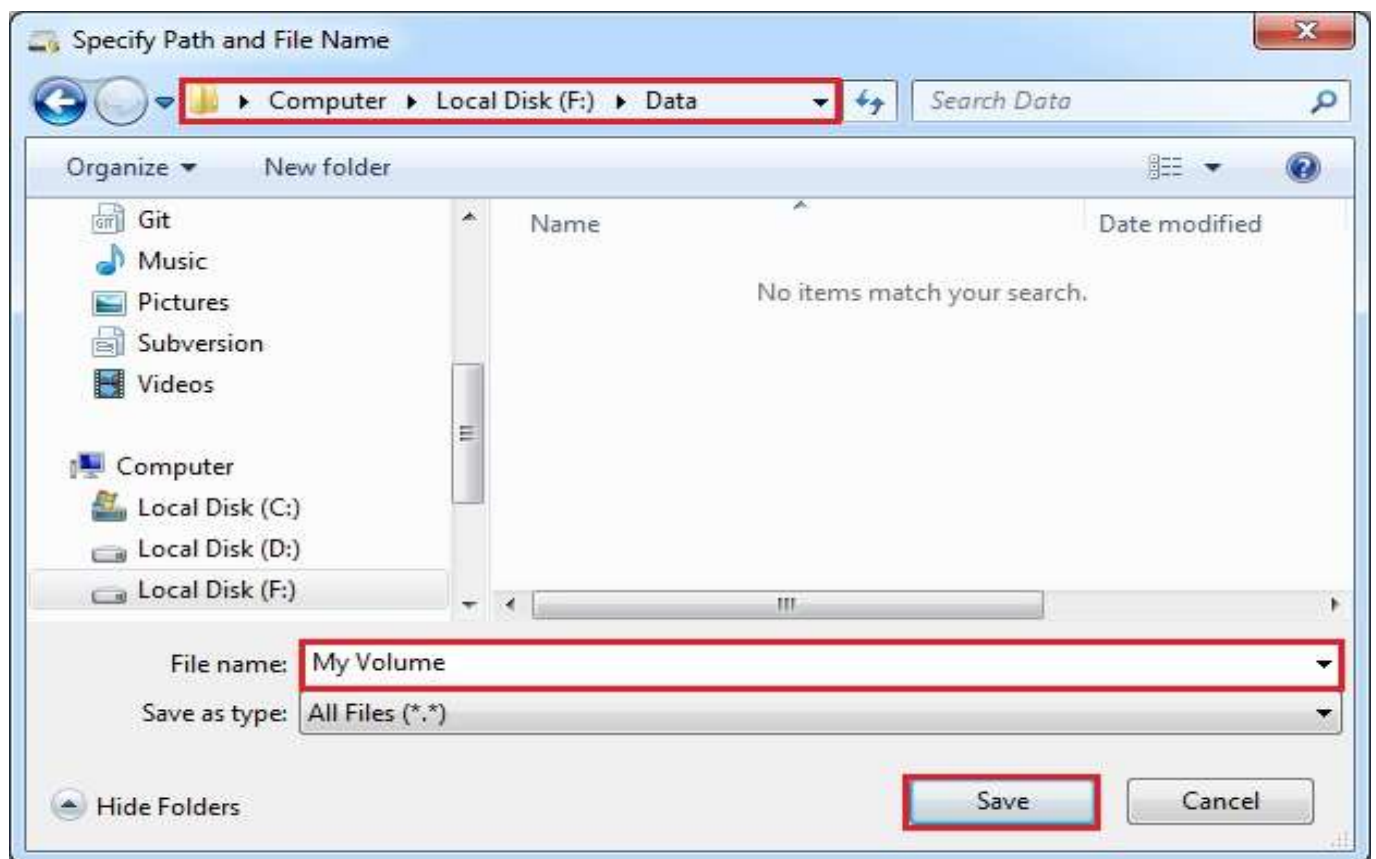 Specify Path and File Name
Computer Local Disk (F:) Data Search Data
Organize New folder
Name Date modified
Git
Music
Pictures
Subversion
Videos
Computer
Local Disk (C:)
Local Disk (D:)
Local Disk (F:)
No items match your search.
File name: My Volume
Save as type: All Files (*.*)
Hide Folders Save Cancel